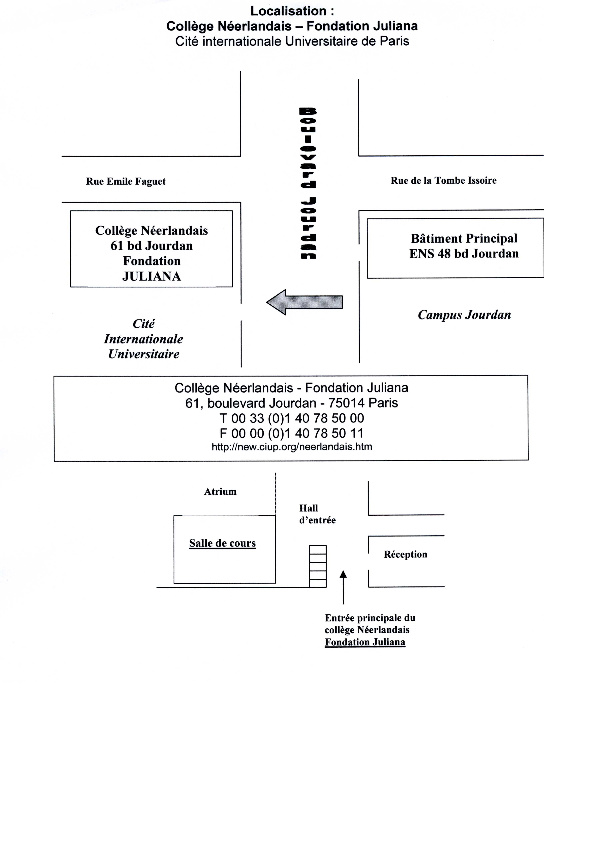 Localisation :
Collège Néerlandais – Fondation Juliana
Cité internationale Universitaire de Paris
Boulevard Jourdan
Rue Emile Faguet
Rue de la Tombe Issoire
Collège Néerlandais
61 bd Jourdan
Fondation
JULIANA
Bâtiment Principal
ENS 48 bd Jourdan
Campus Jourdan
Cité
Internationale
Universitaire
Collège Néerlandais - Fondation Juliana
61, boulevard Jourdan - 75014 Paris
T 00 33 (0)1 40 78 50 00
F 00 00 (0)1 40 78 50 11
http://new.ciup.org/neerlandais.htm
Atrium
Hall
d'entrée
Salle de cours
Réception
Entrée principale du
collège Néerlandais
Fondation Juliana